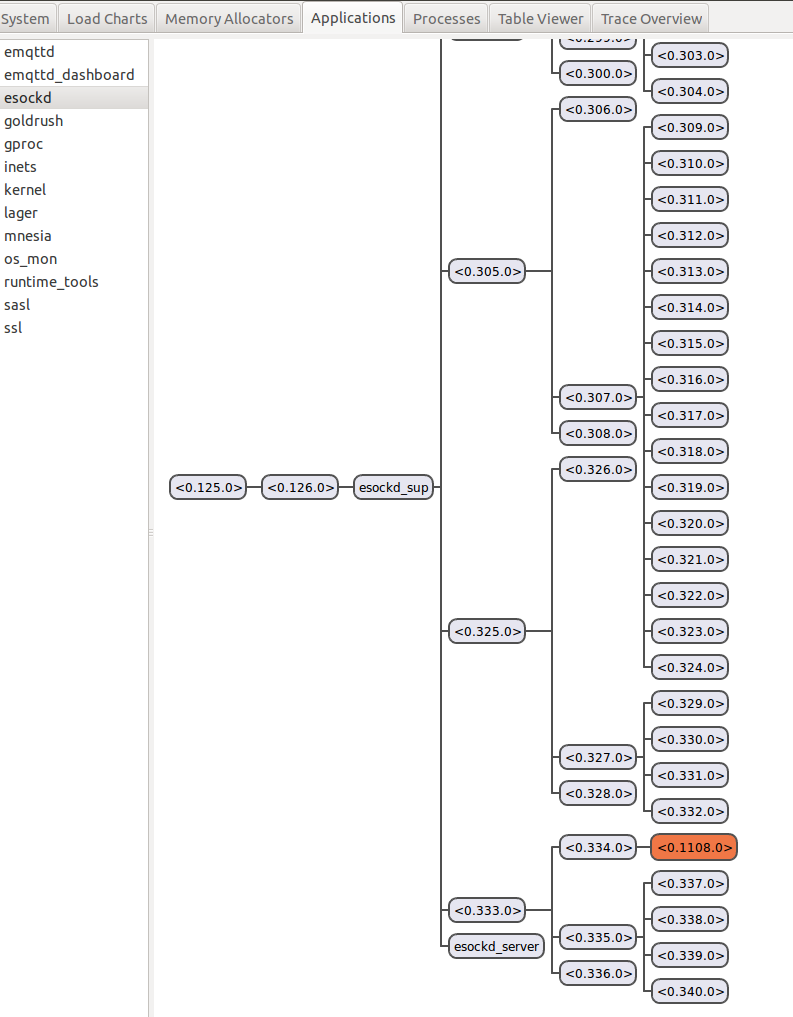 System
Load Charts
Memory Allocators
Applications
Processes
Table Viewer
Trace Overview
emqttd
emqttd_dashboard
esockd
goldrush
gproc
inets
kernel
lager
mnesia
os_mon
runtime_tools
sasl
ssl
<0.125.0>
<0.126.0>
esockd_sup
<0.305.0>
<0.325.0>
<0.333.0>
esockd_server
<0.299.0>
<0.300.0>
<0.306.0>
<0.307.0>
<0.308.0>
<0.326.0>
<0.327.0>
<0.328.0>
<0.334.0>
<0.335.0>
<0.336.0>
<0.303.0>
<0.304.0>
<0.309.0>
<0.310.0>
<0.311.0>
<0.312.0>
<0.313.0>
<0.314.0>
<0.315.0>
<0.316.0>
<0.317.0>
<0.318.0>
<0.319.0>
<0.320.0>
<0.321.0>
<0.322.0>
<0.323.0>
<0.324.0>
<0.329.0>
<0.330.0>
<0.331.0>
<0.332.0>
<0.1108.0>
<0.337.0>
<0.338.0>
<0.339.0>
<0.340.0>